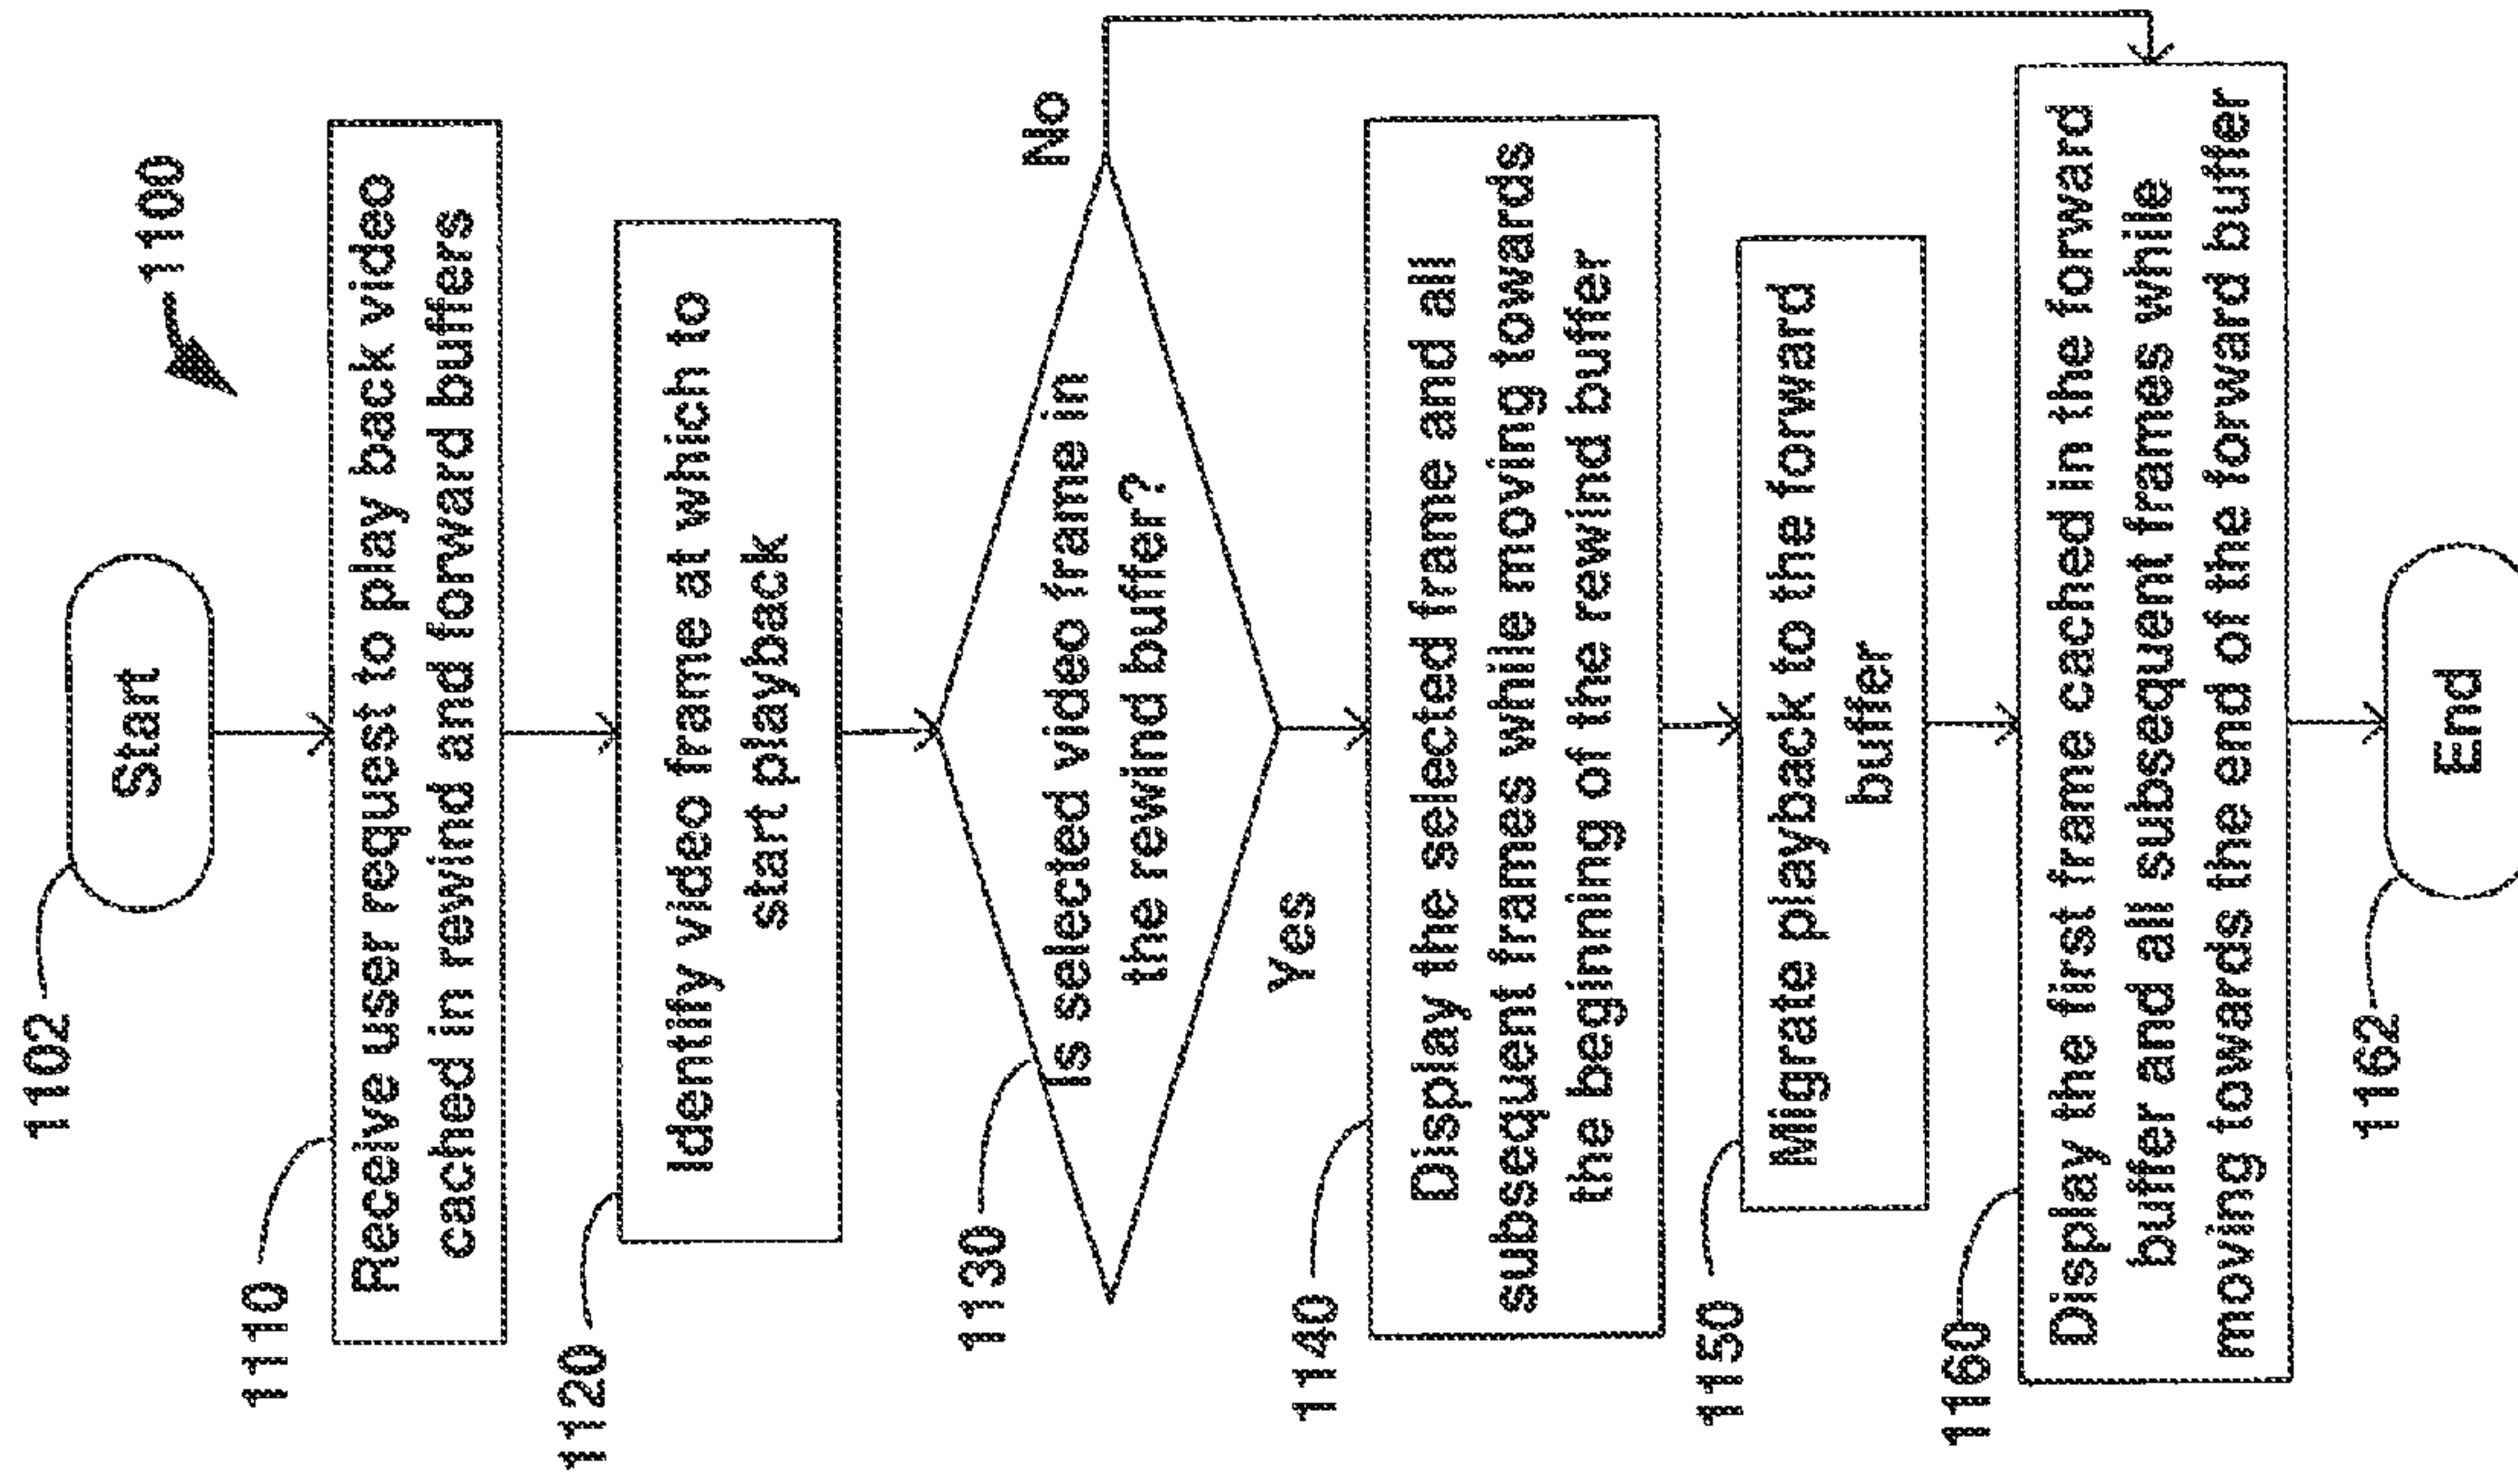 1100
1102
Start
1110
Receive user request to play back video
cached in rewind and forward buffers
1120
Identify video frame at which to
start playback
1130
Is selected video frame in
the rewind buffer?
No
Yes
1140
Display the selected frame and all
subsequent frames while moving towards
the beginning of the rewind buffer
1150
Migrate playback to the forward
buffer
1160
Display the first frame cached in the forward
buffer and all subsequent frames while
moving towards the end of the forward buffer
1162
End